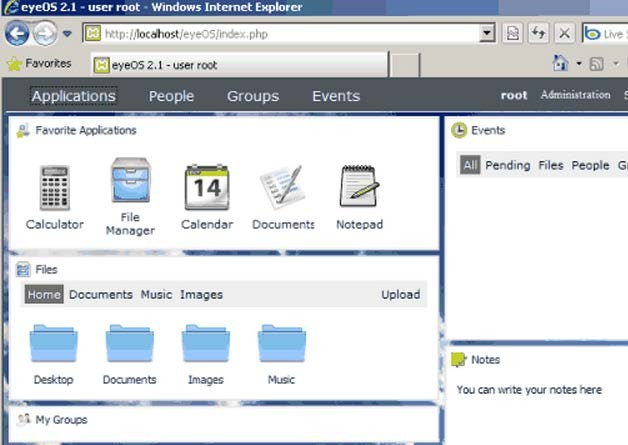 eyeOS 2.1 - user root - Windows Internet Explorer
http://localhost/eyeOS/index.php
Live S
Favorites
eyeOS 2.1 - user root
Applications People Groups Events root Administration S
Favorite Applications
Calculator
File Manager
14
Calendar
Documents
Notepad
Files
Home Documents Music Images Upload
Desktop Documents Images Music
My Groups
Events
All Pending Files People G
Notes
You can write your notes here